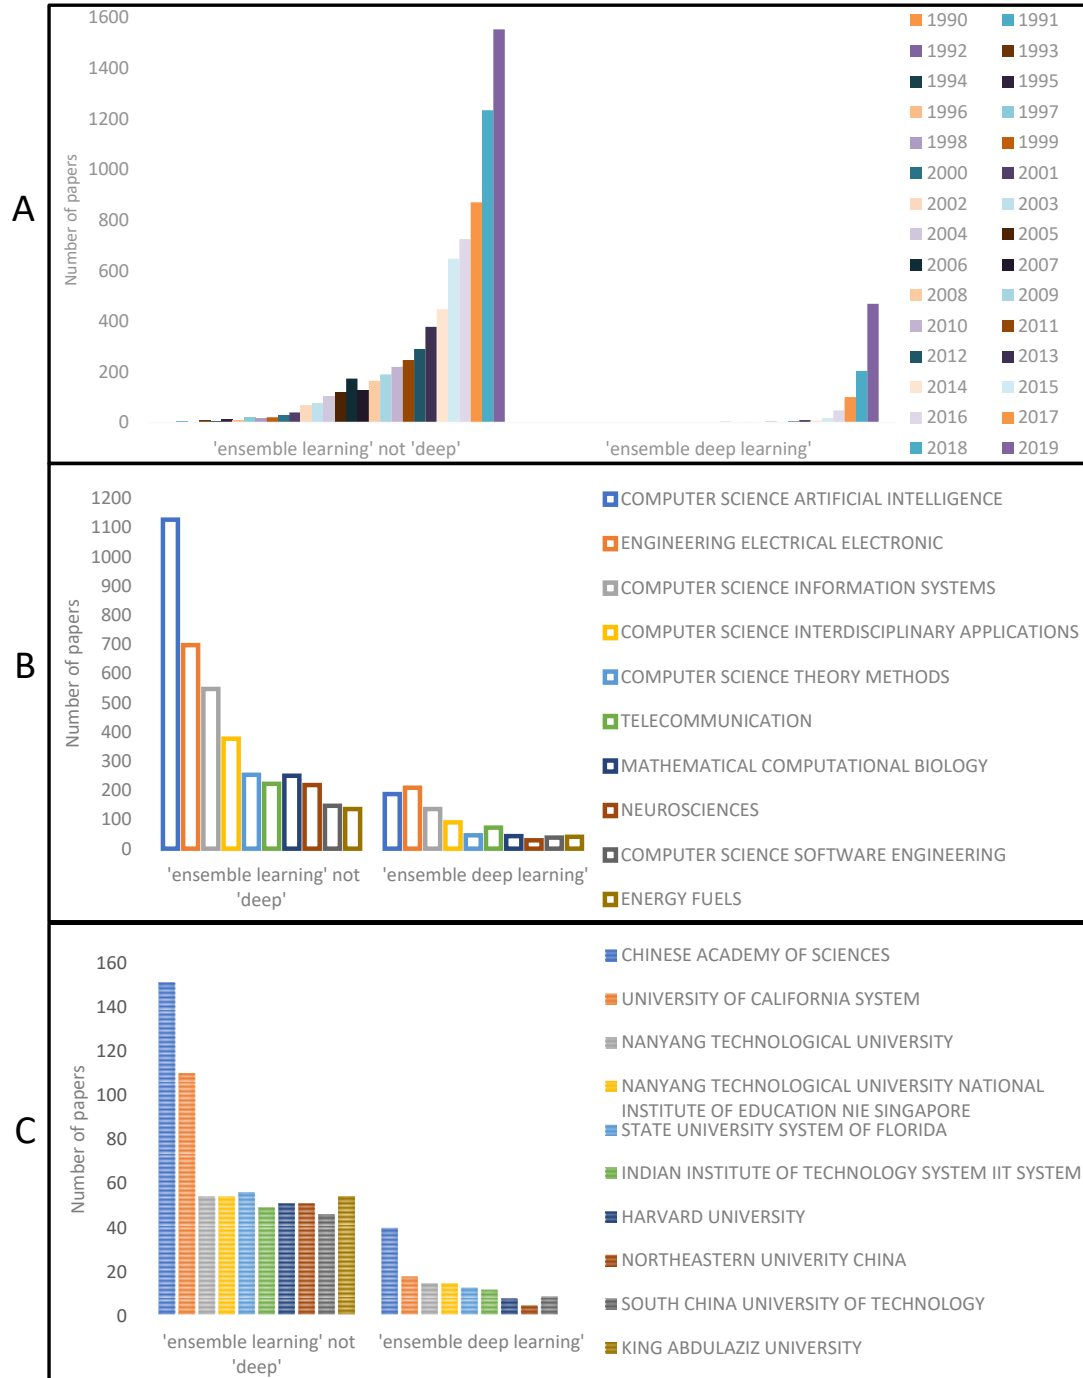 A
Number of papers
1600
1400
1200
1000
800
600
400
200
0
'ensemble learning' not 'deep'
'ensemble deep learning'
1990 1991
1992 1993
1994 1995
1996 1997
1998 1999
2000 2001
2002 2003
2004 2005
2006 2007
2008 2009
2010 2011
2012 2013
2014 2015
2016 2017
2018 2019
B
Number of papers
1200
1100
1000
900
800
700
600
500
400
300
200
100
0
'ensemble learning' not
'deep'
'ensemble deep learning'
COMPUTER SCIENCE ARTIFICIAL INTELLIGENCE
ENGINEERING ELECTRICAL ELECTRONIC
COMPUTER SCIENCE INFORMATION SYSTEMS
COMPUTER SCIENCE INTERDISCIPLINARY APPLICATIONS
COMPUTER SCIENCE THEORY METHODS
TELECOMMUNICATION
MATHEMATICAL COMPUTATIONAL BIOLOGY
NEUROSCIENCES
COMPUTER SCIENCE SOFTWARE ENGINEERING
ENERGY FUELS
C
Number of papers
160
140
120
100
80
60
40
20
0
'ensemble learning' not
'deep'
'ensemble deep learning'
CHINESE ACADEMY OF SCIENCES
UNIVERSITY OF CALIFORNIA SYSTEM
NANYANG TECHNOLOGICAL UNIVERSITY
NANYANG TECHNOLOGICAL UNIVERSITY NATIONAL
INSTITUTE OF EDUCATION NIE SINGAPORE
STATE UNIVERSITY SYSTEM OF FLORIDA
INDIAN INSTITUTE OF TECHNOLOGY SYSTEM IIT SYSTEM
HARVARD UNIVERSITY
NORTHEASTERN UNIVERITY CHINA
SOUTH CHINA UNIVERSITY OF TECHNOLOGY
KING ABDULAZIZ UNIVERSITY